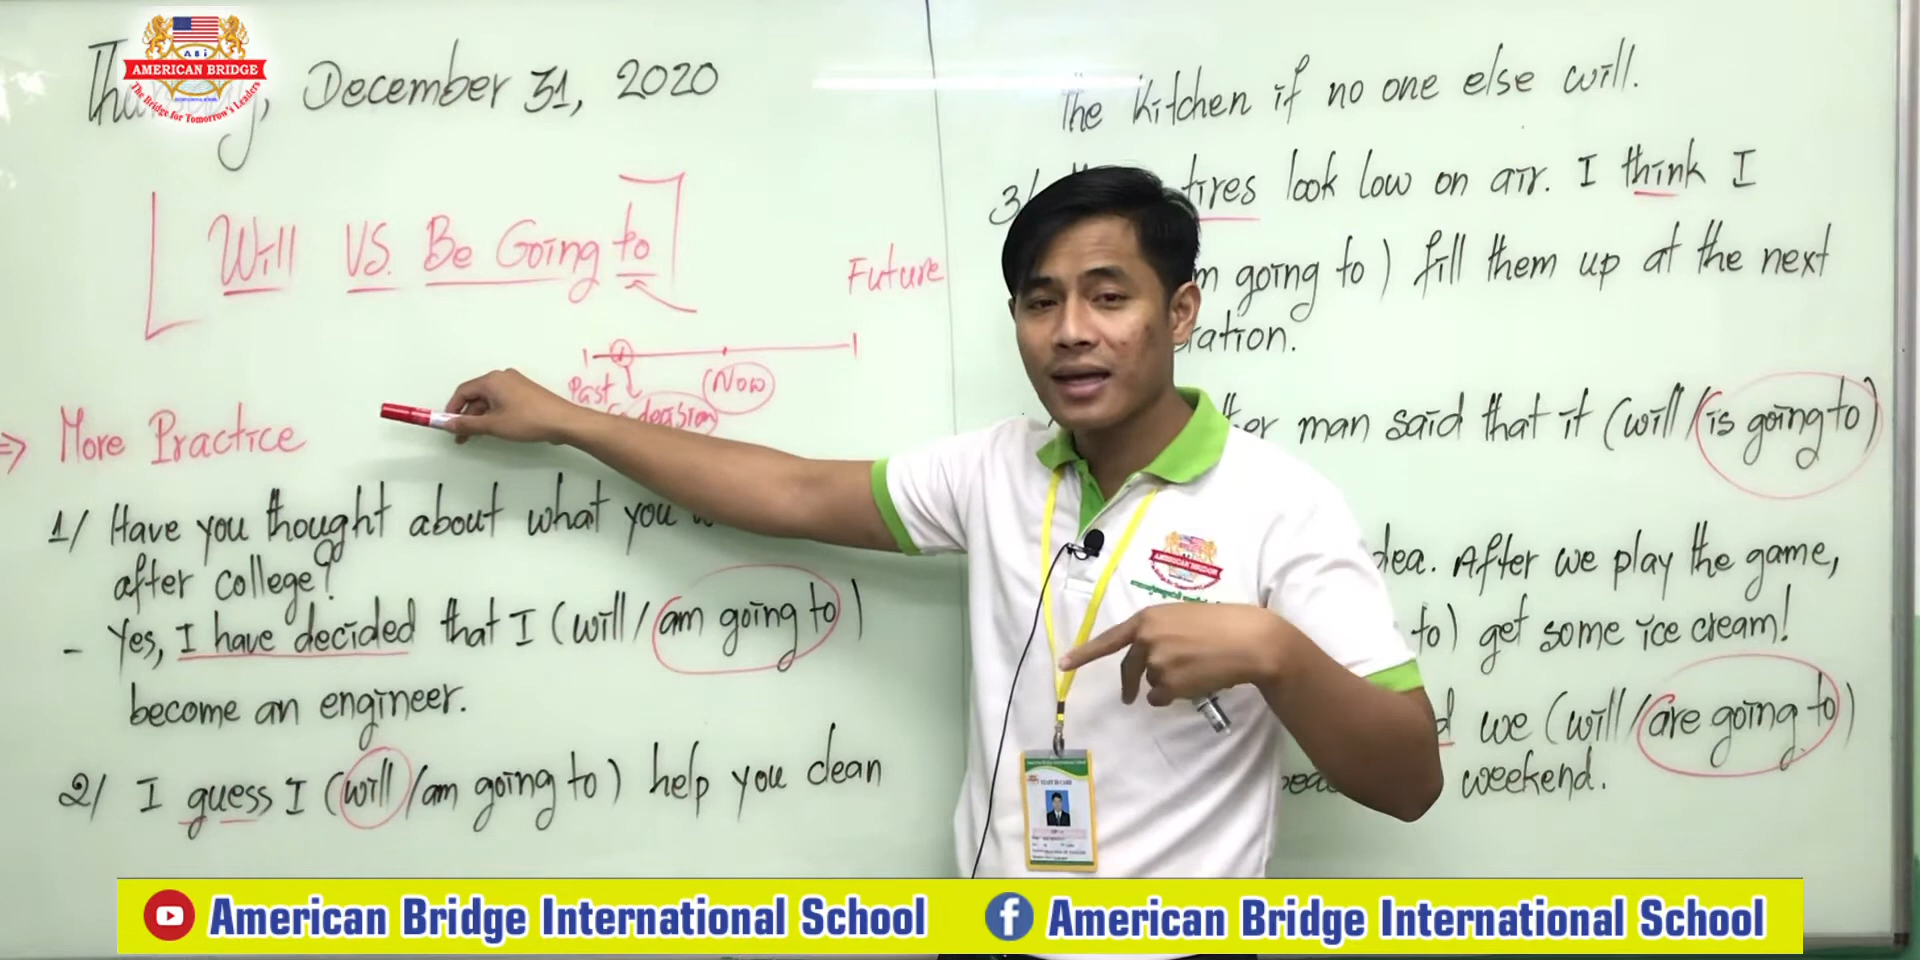 ABi
AMERICAN BRIDGE
The Bridge for Tomorrow's Leaders
December 31, 2020
Will VS. Be Going to
Future
Past
Now
decision
⇒ More Practice
1/ Have you thought about what you
after college?
- Yes, I have decided that I (will / am going to)
become an engineer.
2/ I guess I (will / am going to) help you clean
the kitchen if no one else will.
3/ tires look low on air. I think I
going to) fill them up at the next
man said that it (will / is going to)
After we play the game,
to) get some ice cream!
we (will / are going to)
weekend.
AMERICAN BRIDGE
American Bridge International School
American Bridge International School